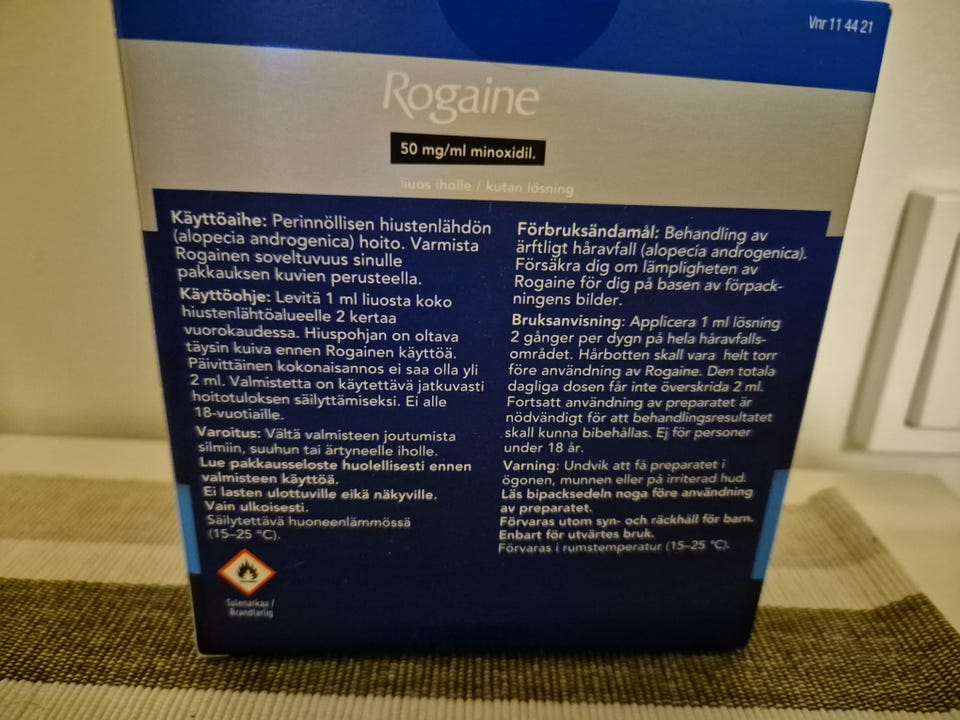 Vnr 11 44 21
Rogaine
50 mg/ml minoxidil.
liuos iholle / kutan lösning
Käyttöaihe: Perinnöllisen hiustenlähdön
(alopecia androgenica) hoito. Varmista
Rogainen soveltuvuus sinulle
pakkauksen kuvien perusteella.
Käyttöohje: Levitä 1 ml liuosta koko
hiustenlähtöalueelle 2 kertaa
vuorokaudessa. Hiuspohjan on oltava
täysin kuiva ennen Rogainen käyttöä.
Päivittäinen kokonaisannos ei saa olla yli
2 ml. Valmistetta on käytettävä jatkuvasti
hoitotuloksen säilyttämiseksi. Ei alle
18-vuotiaille.
Varoitus: Vältä valmisteen joutumista
silmiin, suuhun tai ärtyneelle iholle.
Lue pakkausseloste huolellisesti ennen
valmisteen käyttöä.
Ei lasten ulottuville eikä näkyville.
Vain ulkoisesti.
Säilytettävä huoneenlämmössä
(15–25 °C).
Tulenarkaa /
Brandfarlig
Förbruksändamål: Behandling av
ärftligt håravfall (alopecia androgenica).
Försäkra dig om lämpligheten av
Rogaine för dig på basen av förpack-
ningens bilder.
Bruksanvisning: Applicera 1 ml lösning
2 gånger per dygn på hela håravfalls-
området. Hårbotten skall vara helt torr
före användning av Rogaine. Den totala
dagliga dosen får inte överskrida 2 ml.
Fortsatt användning av preparatet är
nödvändigt för att behandlingsresultatet
skall kunna bibehållas. Ej för personer
under 18 år.
Varning: Undvik att få preparatet i
ögonen, munnen eller på irriterad hud.
Läs bipacksedeln noga före användning
av preparatet.
Förvaras utom syn- och räckhåll för barn.
Enbart för utvärtes bruk.
Förvaras i rumstemperatur (15–25 °C).